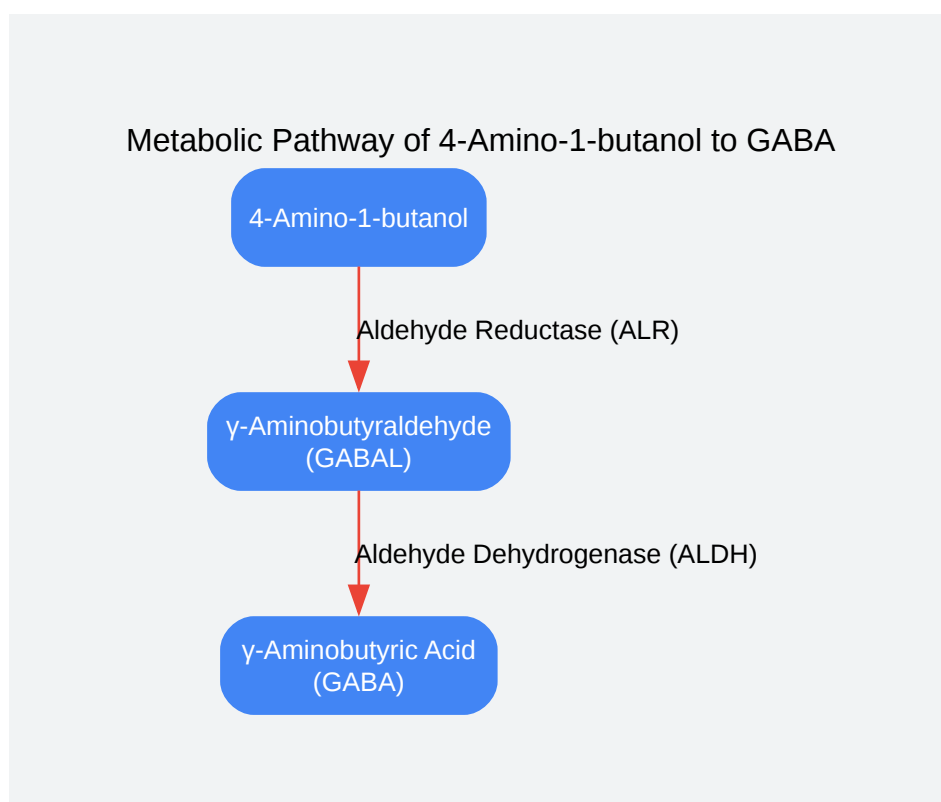 Metabolic Pathway of 4-Amino-1-butanol to GABA
4-Amino-1-butanol
Aldehyde Reductase (ALR)
γ-Aminobutyraldehyde
(GABAL)
Aldehyde Dehydrogenase (ALDH)
γ-Aminobutyric Acid
(GABA)